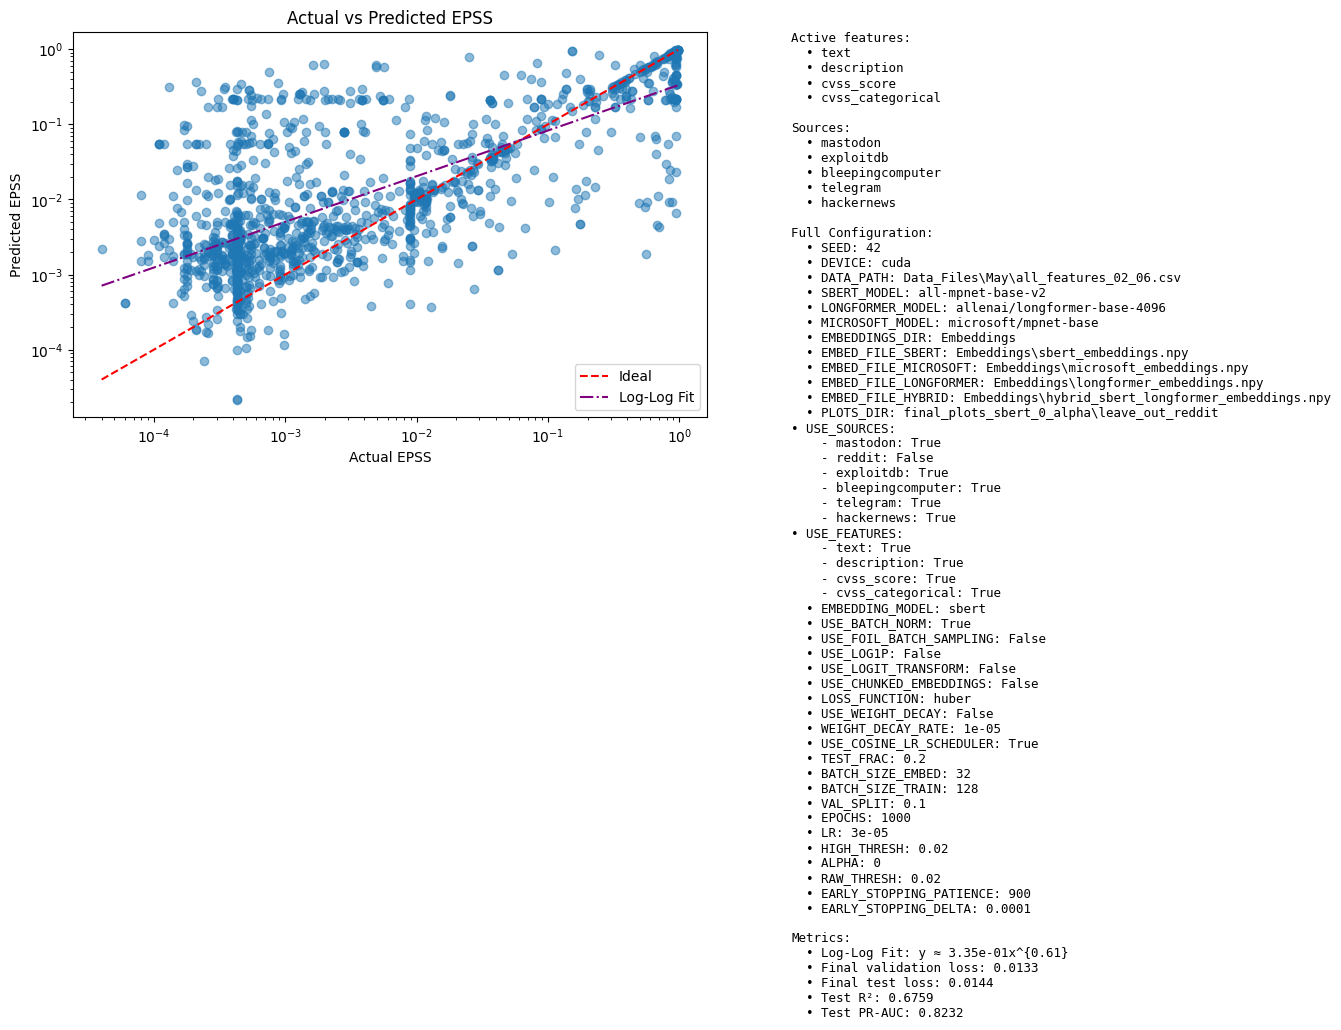 Actual vs Predicted EPSS
10⁰
10⁻¹
10⁻²
10⁻³
10⁻⁴
Predicted EPSS
Ideal
Log-Log Fit
10⁻⁴
10⁻³
10⁻²
10⁻¹
10⁰
Actual EPSS
Active features:
• text
• description
• cvss_score
• cvss_categorical
Sources:
• mastodon
• exploitdb
• bleepingcomputer
• telegram
• hackernews
Full Configuration:
• SEED: 42
• DEVICE: cuda
• DATA_PATH: Data_Files\May\all_features_02_06.csv
• SBERT_MODEL: all-mpnet-base-v2
• LONGFORMER_MODEL: allenai/longformer-base-4096
• MICROSOFT_MODEL: microsoft/mpnet-base
• EMBEDDINGS_DIR: Embeddings
• EMBED_FILE_SBERT: Embeddings\sbert_embeddings.npy
• EMBED_FILE_MICROSOFT: Embeddings\microsoft_embeddings.npy
• EMBED_FILE_LONGFORMER: Embeddings\longformer_embeddings.npy
• EMBED_FILE_HYBRID: Embeddings\hybrid_sbert_longformer_embeddings.npy
• PLOTS_DIR: final_plots_sbert_0_alpha\leave_out_reddit
• USE_SOURCES:
- mastodon: True
- reddit: False
- exploitdb: True
- bleepingcomputer: True
- telegram: True
- hackernews: True
• USE_FEATURES:
- text: True
- description: True
- cvss_score: True
- cvss_categorical: True
• EMBEDDING_MODEL: sbert
• USE_BATCH_NORM: True
• USE_FOIL_BATCH_SAMPLING: False
• USE_LOG1P: False
• USE_LOGIT_TRANSFORM: False
• USE_CHUNKED_EMBEDDINGS: False
• LOSS_FUNCTION: huber
• USE_WEIGHT_DECAY: False
• WEIGHT_DECAY_RATE: 1e-05
• USE_COSINE_LR_SCHEDULER: True
• TEST_FRAC: 0.2
• BATCH_SIZE_EMBED: 32
• BATCH_SIZE_TRAIN: 128
• VAL_SPLIT: 0.1
• EPOCHS: 1000
• LR: 3e-05
• HIGH_THRESH: 0.02
• ALPHA: 0
• RAW_THRESH: 0.02
• EARLY_STOPPING_PATIENCE: 900
• EARLY_STOPPING_DELTA: 0.0001
Metrics:
• Log-Log Fit: y ≈ 3.35e-01x^{0.61}
• Final validation loss: 0.0133
• Final test loss: 0.0144
• Test R²: 0.6759
• Test PR-AUC: 0.8232